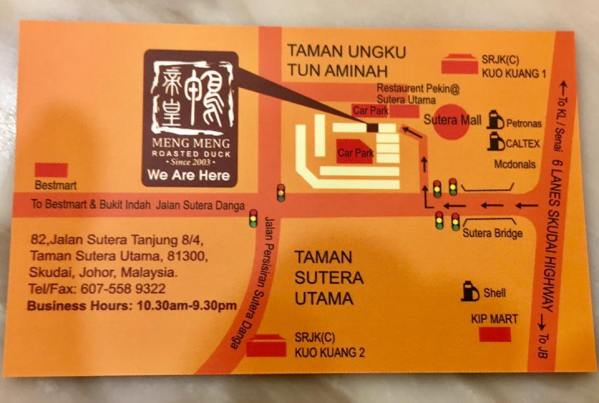 帝皇鴨
MENG MENG
ROASTED DUCK
• Since 2003 •
We Are Here
TAMAN UNGKU
TUN AMINAH
SRJK(C)
KUO KUANG 1
Restaurent Pekin@
Sutera Utama
Car Park
Sutera Mall
Petronas
CALTEX
Car Park
Mcdonals
To KL / Senai
6 LANES SKUDAI HIGHWAY
To JB
Bestmart
To Bestmart & Bukit Indah Jalan Sutera Danga
Sutera Bridge
82,Jalan Sutera Tanjung 8/4,
Taman Sutera Utama, 81300,
Skudai, Johor, Malaysia.
Tel/Fax: 607-558 9322
Business Hours: 10.30am-9.30pm
Jalan Persisiran Sutera Danga
TAMAN
SUTERA
UTAMA
Shell
KIP MART
SRJK(C)
KUO KUANG 2